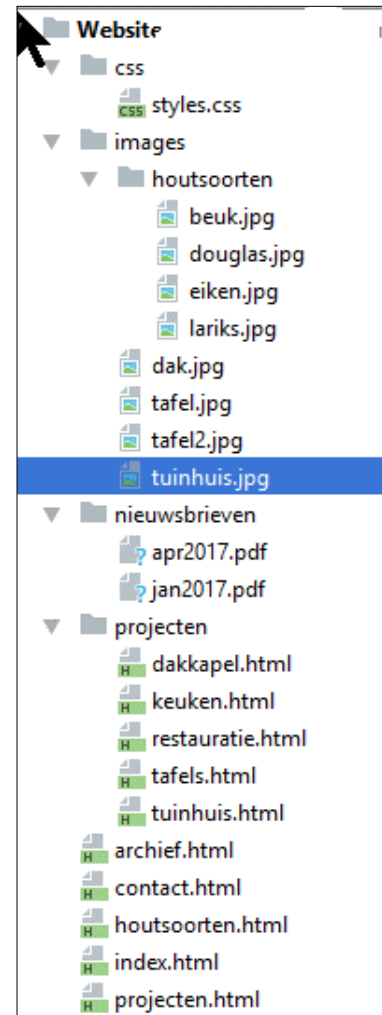 Website
css
styles.css
images
houtsoorten
beuk.jpg
douglas.jpg
eiken.jpg
lariks.jpg
dak.jpg
tafel.jpg
tafel2.jpg
tuinhuis.jpg
nieuwsbrieven
apr2017.pdf
jan2017.pdf
projecten
dakkapel.html
keuken.html
restauratie.html
tafels.html
tuinhuis.html
archief.html
contact.html
houtsoorten.html
index.html
projecten.html